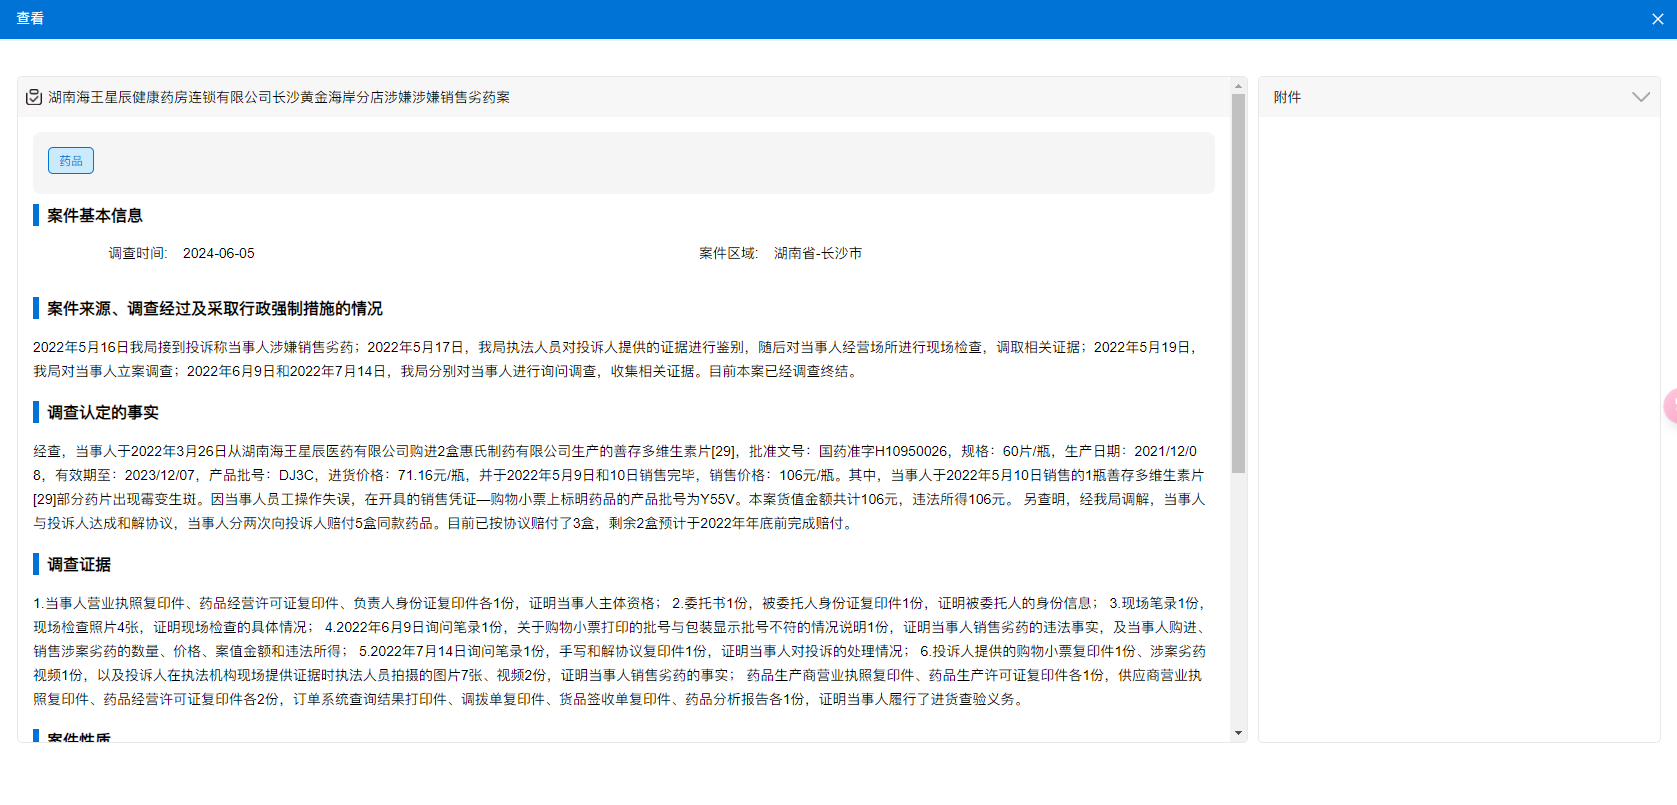 查看
湖南海王星辰健康药房连锁有限公司长沙黄金海岸分店涉嫌涉嫌销售劣药案
附件
药品
案件基本信息
调查时间: 2024-06-05
案件区域: 湖南省-长沙市
案件来源、调查经过及采取行政强制措施的情况
2022年5月16日我局接到投诉称当事人涉嫌销售劣药；2022年5月17日，我局执法人员对投诉人提供的证据进行鉴别，随后对当事人经营场所进行现场检查，调取相关证据；2022年5月19日，
我局对当事人立案调查；2022年6月9日和2022年7月14日，我局分别对当事人进行询问调查，收集相关证据。目前本案已经调查终结。
调查认定的事实
经查，当事人于2022年3月26日从湖南海王星辰医药有限公司购进2盒惠氏制药有限公司生产的善存多维生素片[29]，批准文号：国药准字H10950026，规格：60片/瓶，生产日期：2021/12/0
8，有效期至：2023/12/07，产品批号：DJ3C，进货价格：71.16元/瓶，并于2022年5月9日和10日销售完毕，销售价格：106元/瓶。其中，当事人于2022年5月10日销售的1瓶善存多维生素片
[29]部分药片出现霉变生斑。因当事人员工操作失误，在开具的销售凭证—购物小票上标明药品的产品批号为Y55V。本案货值金额共计106元，违法所得106元。 另查明，经我局调解，当事人
与投诉人达成和解协议，当事人分两次向投诉人赔付5盒同款药品。目前已按协议赔付了3盒，剩余2盒预计于2022年年底前完成赔付。
调查证据
1.当事人营业执照复印件、药品经营许可证复印件、负责人身份证复印件各1份，证明当事人主体资格； 2.委托书1份，被委托人身份证复印件1份，证明被委托人的身份信息； 3.现场笔录1份，
现场检查照片4张，证明现场检查的具体情况； 4.2022年6月9日询问笔录1份，关于购物小票打印的批号与包装显示批号不符的情况说明1份，证明当事人销售劣药的违法事实，及当事人购进、
销售涉案劣药的数量、价格、案值金额和违法所得； 5.2022年7月14日询问笔录1份，手写和解协议复印件1份，证明当事人对投诉的处理情况； 6.投诉人提供的购物小票复印件1份、涉案劣药
视频1份，以及投诉人在执法机构现场提供证据时执法人员拍摄的图片7张、视频2份，证明当事人销售劣药的事实； 药品生产商营业执照复印件、药品生产许可证复印件各1份，供应商营业执
照复印件、药品经营许可证复印件各2份，订单系统查询结果打印件、调拨单复印件、货品签收单复印件、药品分析报告各1份，证明当事人履行了进货查验义务。
案件性质